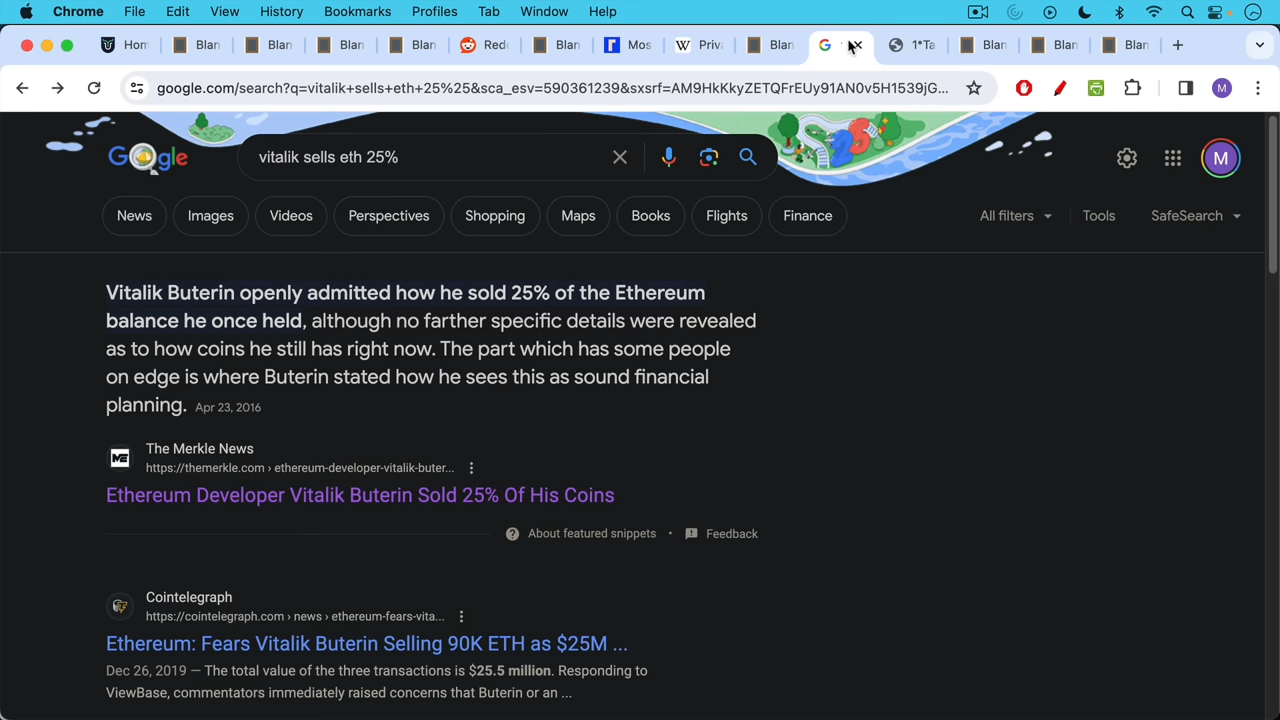 Chrome File Edit View History Bookmarks Profiles Tab Window Help
Hom Blan Blan Blan Blan Redd Blan Mos Priva Blan 1*Ta Blan Blan Blan
google.com/search?q=vitalik+sells+eth+25%25&sca_esv=590361239&sxsrf=AM9HkKkyZETQFrEUy91AN0v5H1539jG...
M
Google
vitalik sells eth 25%
M
News Images Videos Perspectives Shopping Maps Books Flights Finance All filters Tools SafeSearch
Vitalik Buterin openly admitted how he sold 25% of the Ethereum
balance he once held, although no farther specific details were revealed
as to how coins he still has right now. The part which has some people
on edge is where Buterin stated how he sees this as sound financial
planning. Apr 23, 2016
ME The Merkle News
https://themerkle.com › ethereum-developer-vitalik-buter...
Ethereum Developer Vitalik Buterin Sold 25% Of His Coins
About featured snippets • Feedback
Cointelegraph
https://cointelegraph.com › news › ethereum-fears-vita...
Ethereum: Fears Vitalik Buterin Selling 90K ETH as $25M ...
Dec 26, 2019 — The total value of the three transactions is $25.5 million. Responding to
ViewBase, commentators immediately raised concerns that Buterin or an ...